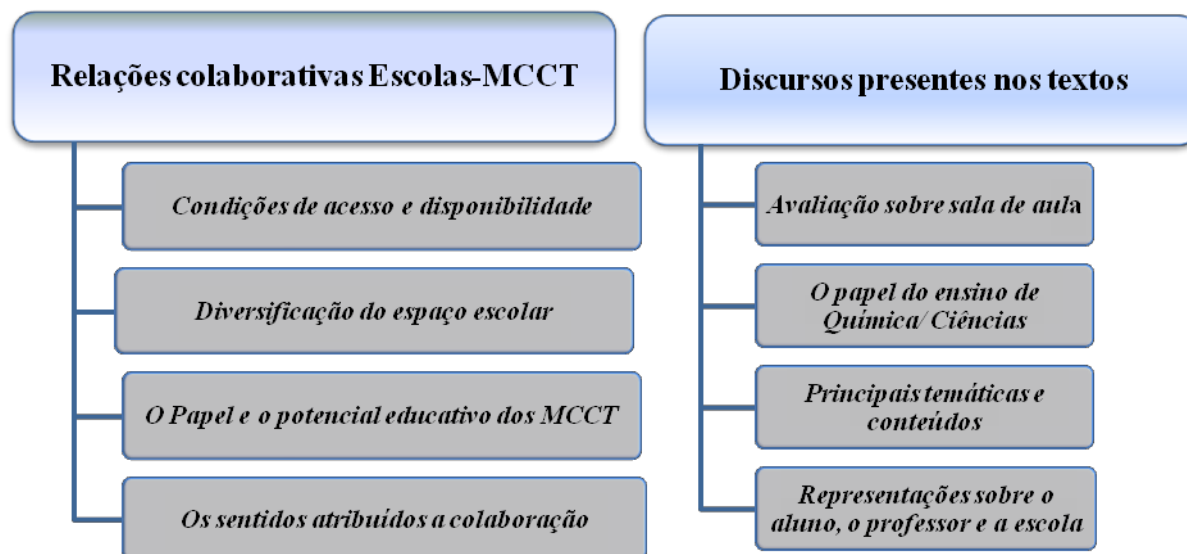 Relações colaborativas Escolas-MCCT
Condições de acesso e disponibilidade
Diversificação do espaço escolar
O Papel e o potencial educativo dos MCCT
Os sentidos atribuídos a colaboração
Discursos presentes nos textos
Avaliação sobre sala de aula
O papel do ensino de
Química/ Ciências
Principais temáticas e
conteúdos
Representações sobre o
aluno, o professor e a escola